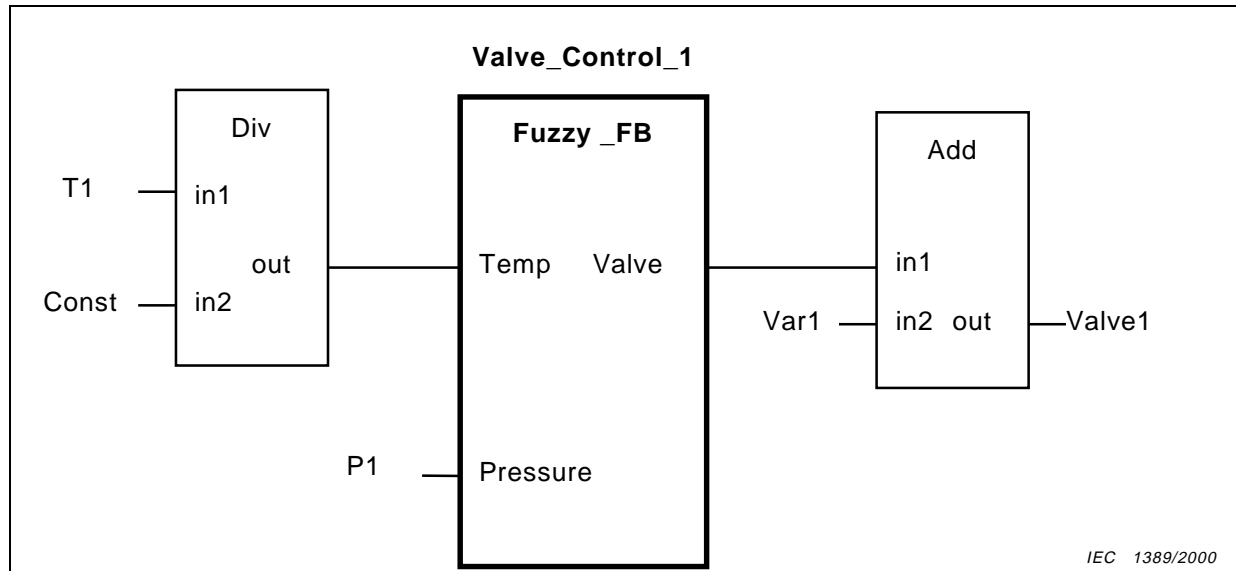 Valve_Control_1
Div
Fuzzy _FB
Add
T1
in1
out
Temp Valve
in1
Const
in2
Var1
in2 out
Valve1
P1
Pressure
IEC 1389/2000